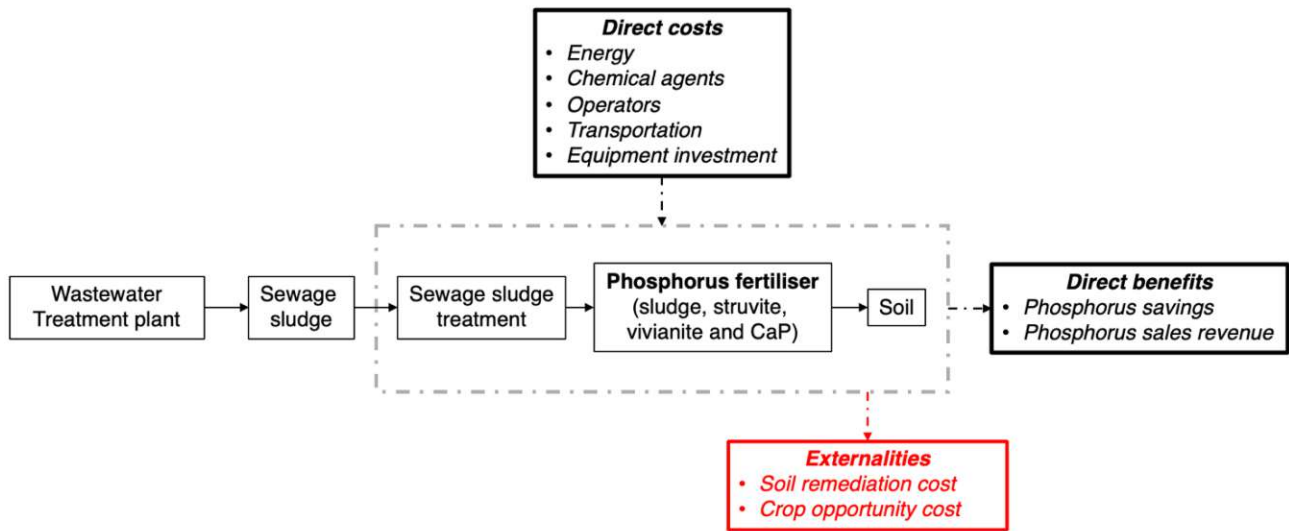 Direct costs
• Energy
• Chemical agents
• Operators
• Transportation
• Equipment investment
Wastewater
Treatment plant
Sewage
sludge
Sewage sludge
treatment
Phosphorus fertiliser
(sludge, struvite,
vivianite and CaP)
Soil
Direct benefits
• Phosphorus savings
• Phosphorus sales revenue
Externalities
• Soil remediation cost
• Crop opportunity cost